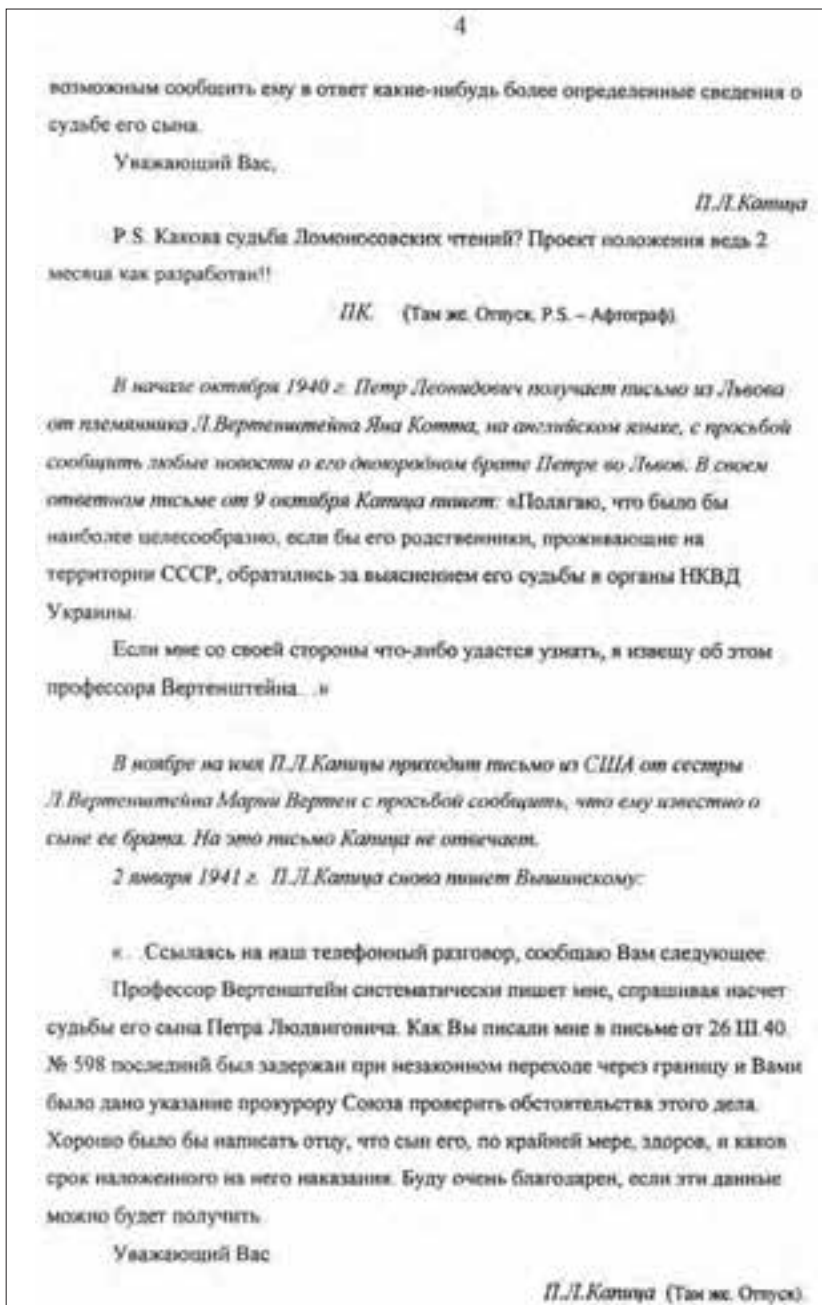 4
возможным сообщить ему в ответ какие-нибудь более определенные сведения о
судьбе его сына.
Уважающий Вас,
П.Л.Капица
P.S. Какова судьба Ломоносовских чтений? Проект положения ведь 2
месяца как разработан!!
ПК. (Там же. Отпуск. P.S. – Афтограф).
В начале октября 1940 г. Петр Леонидович получает письмо из Львова
от племянника Л.Вертенштейна Яна Котта, на английском языке, с просьбой
сообщить любые новости о его двоюродном брате Петре во Львов. В своем
ответном письме от 9 октября Капица пишет: «Полагаю, что было бы
наиболее целесообразно, если бы его родственники, проживающие на
территории СССР, обратились за выяснением его судьбы в органы НКВД
Украины.
Если мне со своей стороны что-либо удастся узнать, я извещу об этом
профессора Вертенштейна...»
В ноябре на имя П.Л.Капицы приходит письмо из США от сестры
Л.Вертенштейна Марии Вертен с просьбой сообщить, что ему известно о
сыне ее брата. На это письмо Капица не отвечает.
2 января 1941 г. П.Л.Капица снова пишет Вышинскому:
«...Ссылаясь на наш телефонный разговор, сообщаю Вам следующее.
Профессор Вертенштейн систематически пишет мне, спрашивая насчет
судьбы его сына Петра Людвиговича. Как Вы писали мне в письме от 26 III.40.
№ 598 последний был задержан при незаконном переходе через границу и Вами
было дано указание прокурору Союза проверить обстоятельства этого дела.
Хорошо было бы написать отцу, что сын его, по крайней мере, здоров, и каков
срок наложенного на него наказания. Буду очень благодарен, если эти данные
можно будет получить.
Уважающий Вас
П.Л.Капица (Там же. Отпуск).